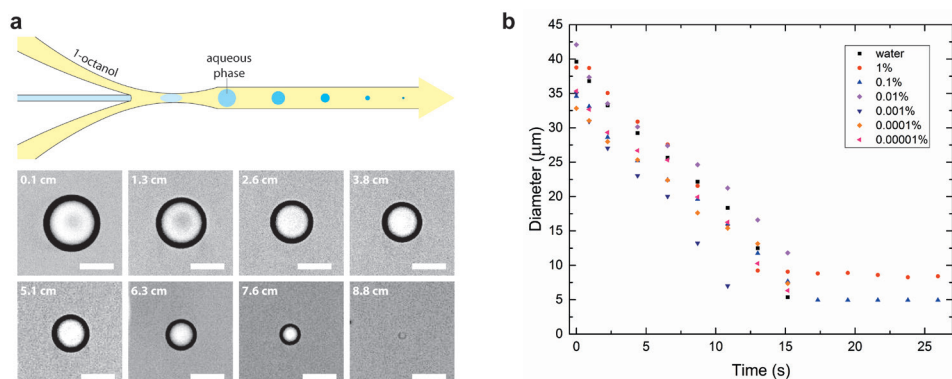 a
1-octanol
aqueous
phase
0.1 cm
1.3 cm
2.6 cm
3.8 cm
5.1 cm
6.3 cm
7.6 cm
8.8 cm
b
45
40
35
30
25
20
15
10
5
0
Diameter (μm)
water
1%
0.1%
0.01%
0.001%
0.0001%
0.00001%
0
5
10
15
20
25
Time (s)